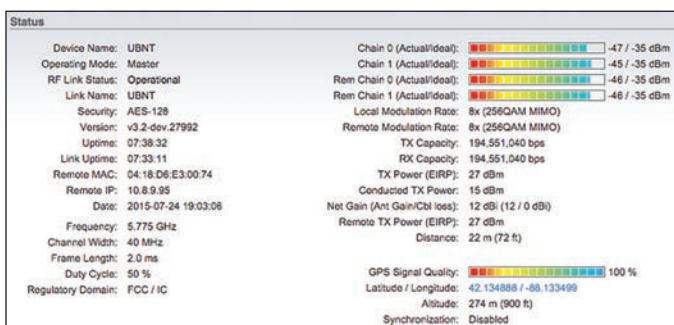 Status
Device Name: UBNT
Operating Mode: Master
RF Link Status: Operational
Link Name: UBNT
Security: AES-128
Version: v3.2-dev.27992
Uptime: 07:38:32
Link Uptime: 07:33:11
Remote MAC: 04:18:D6:E3:00:74
Remote IP: 10.8.9.95
Date: 2015-07-24 19:03:06
Frequency: 5.775 GHz
Channel Width: 40 MHz
Frame Length: 2.0 ms
Duty Cycle: 50 %
Regulatory Domain: FCC / IC
Chain 0 (Actual/Ideal): -47 / -35 dBm
Chain 1 (Actual/Ideal): -45 / -35 dBm
Rem Chain 0 (Actual/Ideal): -46 / -35 dBm
Rem Chain 1 (Actual/Ideal): -46 / -35 dBm
Local Modulation Rate: 8x (256QAM MIMO)
Remote Modulation Rate: 8x (256QAM MIMO)
TX Capacity: 194,551,040 bps
RX Capacity: 194,551,040 bps
TX Power (EIRP): 27 dBm
Conducted TX Power: 15 dBm
Net Gain (Ant Gain/Cbl loss): 12 dBi (12 / 0 dBi)
Remote TX Power (EIRP): 27 dBm
Distance: 22 m (72 ft)
GPS Signal Quality: 100 %
Latitude / Longitude: 42.134888 / -88.133499
Altitude: 274 m (900 ft)
Synchronization: Disabled